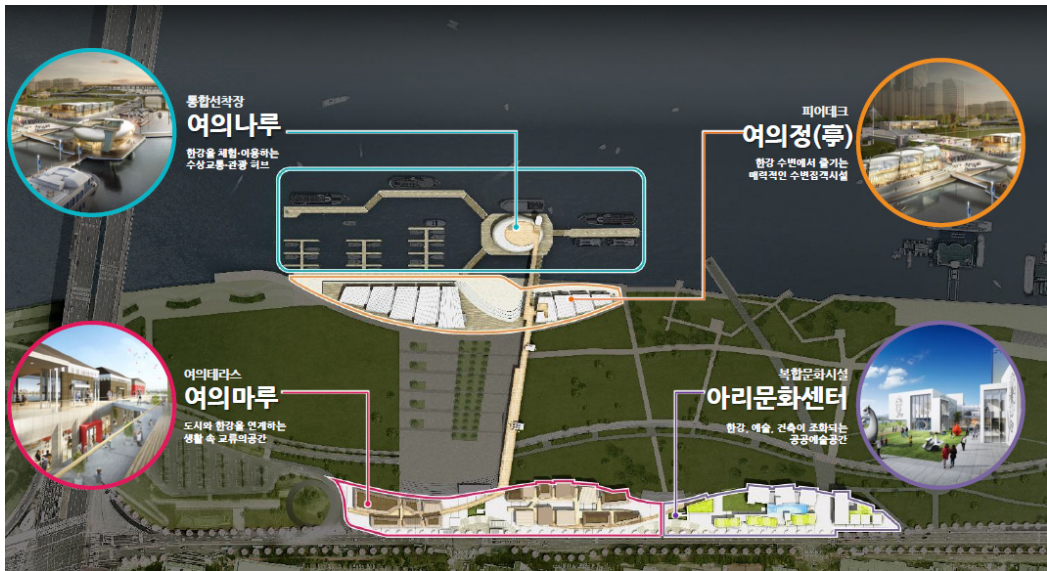 통합선착장
여의나루
한강을 체험·이용하는
수상교통·관광 허브
피어데크
여의정(亭)
한강 수변에서 즐기는
매력적인 수변집객시설
여의테라스
여의마루
도시와 한강을 연계하는
생활 속 교류의공간
복합문화시설
아리문화센터
한강, 예술, 건축이 조화되는
공공예술공간